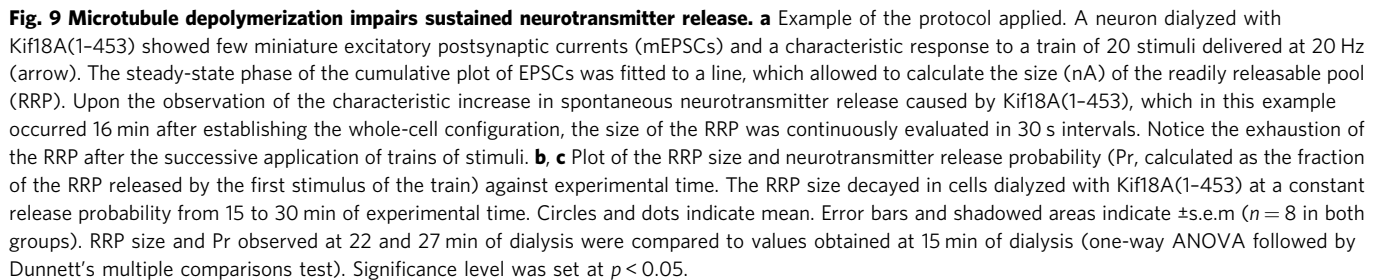 Fig. 9 Microtubule depolymerization impairs sustained neurotransmitter release. a Example of the protocol applied. A neuron dialyzed with
Kif18A(1–453) showed few miniature excitatory postsynaptic currents (mEPSCs) and a characteristic response to a train of 20 stimuli delivered at 20 Hz
(arrow). The steady-state phase of the cumulative plot of EPSCs was fitted to a line, which allowed to calculate the size (nA) of the readily releasable pool
(RRP). Upon the observation of the characteristic increase in spontaneous neurotransmitter release caused by Kif18A(1–453), which in this example
occurred 16 min after establishing the whole-cell configuration, the size of the RRP was continuously evaluated in 30 s intervals. Notice the exhaustion of
the RRP after the successive application of trains of stimuli. b, c Plot of the RRP size and neurotransmitter release probability (Pr, calculated as the fraction
of the RRP released by the first stimulus of the train) against experimental time. The RRP size decayed in cells dialyzed with Kif18A(1–453) at a constant
release probability from 15 to 30 min of experimental time. Circles and dots indicate mean. Error bars and shadowed areas indicate ±s.e.m (n = 8 in both
groups). RRP size and Pr observed at 22 and 27 min of dialysis were compared to values obtained at 15 min of dialysis (one-way ANOVA followed by
Dunnett's multiple comparisons test). Significance level was set at p < 0.05.